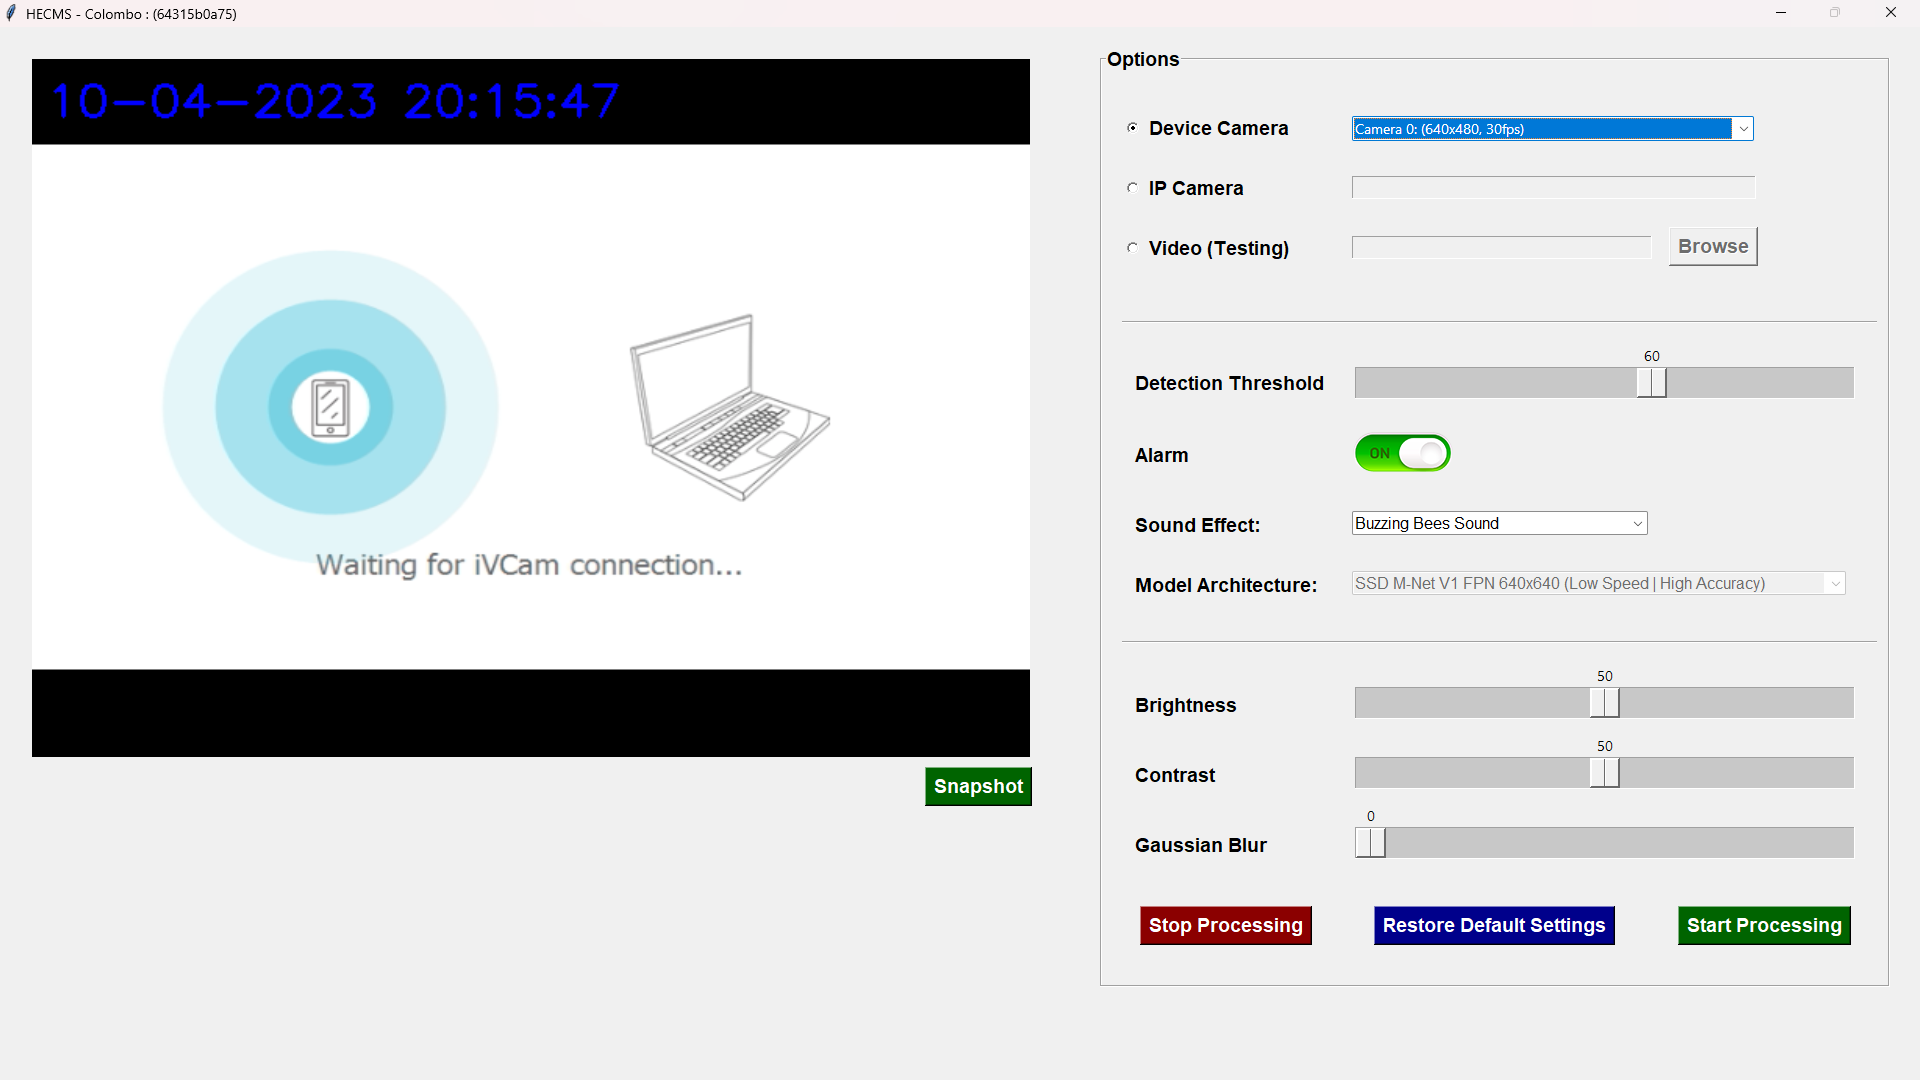 HECMS - Colombo : (64315b0a75)
10-04-2023 20:15:47
Waiting for iVCam connection...
Snapshot
Options
Device Camera
Camera 0: (640x480, 30fps)
IP Camera
Video (Testing)
Browse
60
Detection Threshold
Alarm
ON
Sound Effect:
Buzzing Bees Sound
Model Architecture:
SSD M-Net V1 FPN 640x640 (Low Speed | High Accuracy)
50
Brightness
50
Contrast
0
Gaussian Blur
Stop Processing
Restore Default Settings
Start Processing